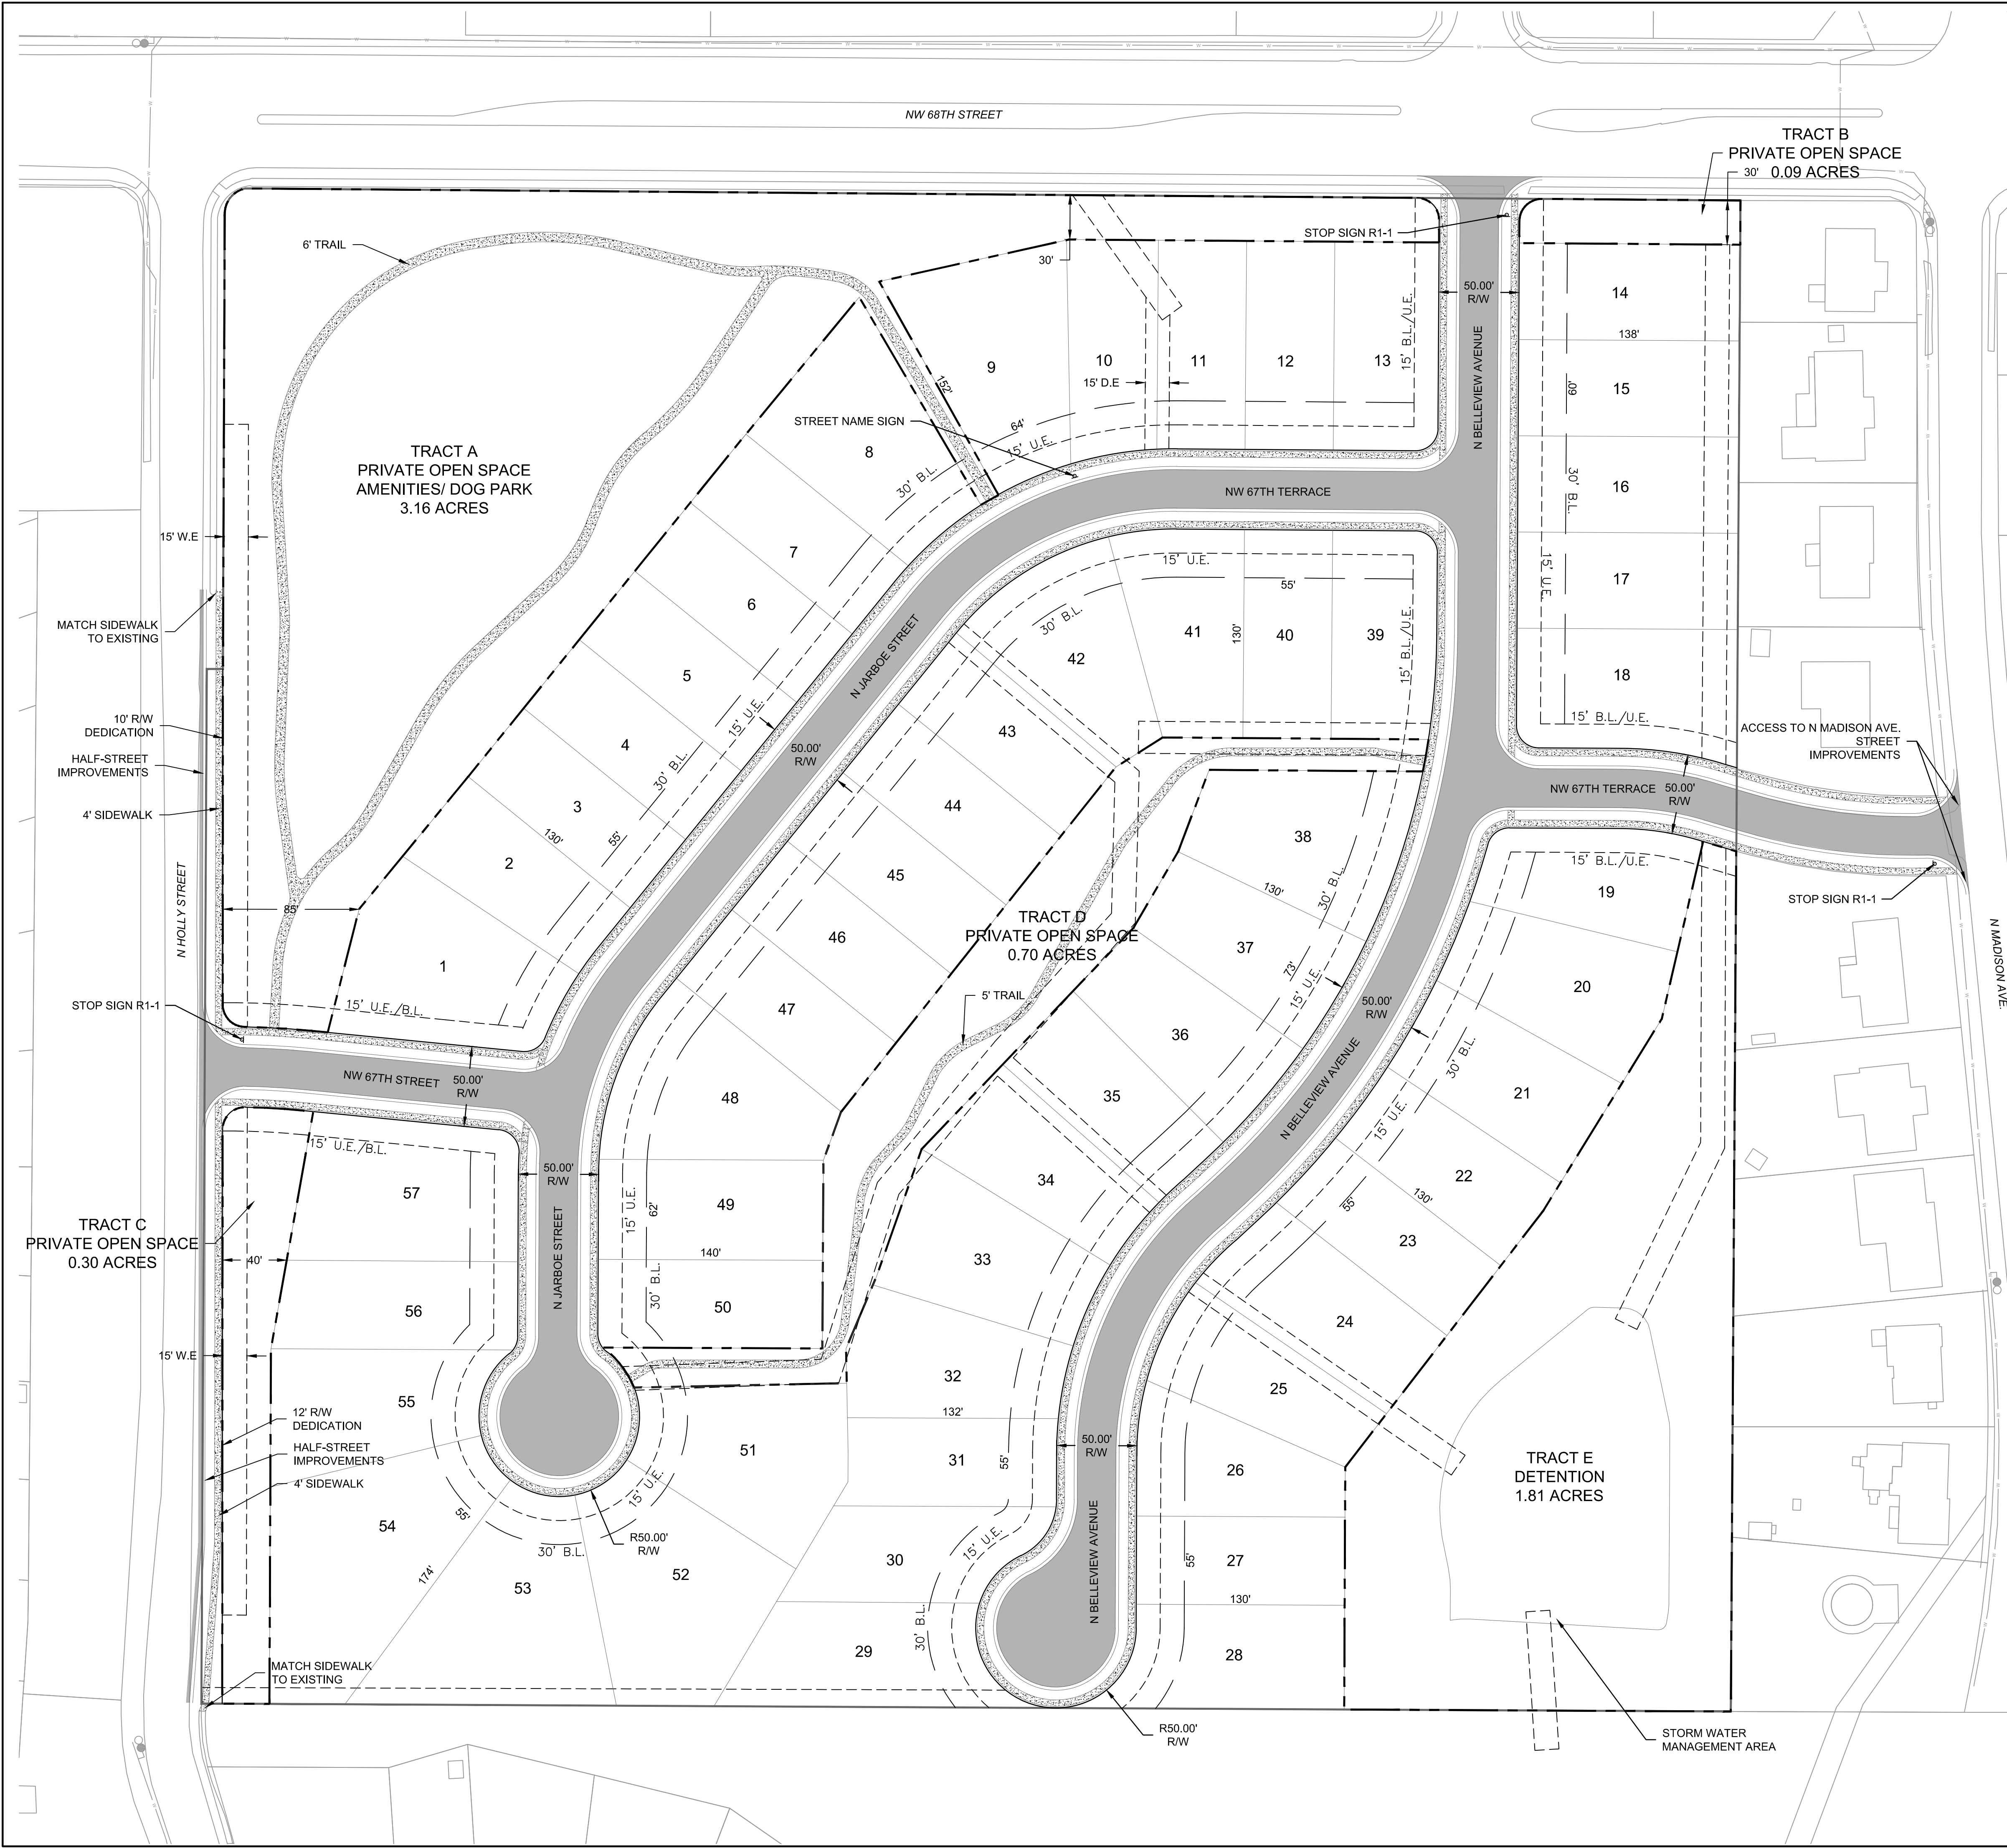 NW 68TH STREET
TRACT B
PRIVATE OPEN SPACE
30' 0.09 ACRES
STOP SIGN R1-1
6' TRAIL
30'
50.00'
R/W
N BELLEVIEW AVENUE
14
138'
15
60'
16
30' B.L.
15' U.E.
17
18
15' B.L./U.E.
9
10
11
12
13
15' B.L./U.E.
15' D.E
152'
STREET NAME SIGN
64'
15' U.E.
30' B.L.
8
NW 67TH TERRACE
TRACT A
PRIVATE OPEN SPACE
AMENITIES/ DOG PARK
3.16 ACRES
15' W.E
7
6
5
4
3
2
1
130'
55'
30' B.L.
15' U.E.
N JARBOE STREET
50.00'
R/W
MATCH SIDEWALK
TO EXISTING
10' R/W
DEDICATION
HALF-STREET
IMPROVEMENTS
4' SIDEWALK
N HOLLY STREET
85'
STOP SIGN R1-1
15' U.E./B.L.
NW 67TH STREET
50.00'
R/W
15' U.E.
55'
30' B.L.
42
41
130'
40
39
15' B.L./U.E.
43
44
45
46
47
48
49
50
62'
140'
15' U.E.
30' B.L.
ACCESS TO N MADISON AVE.
STREET
IMPROVEMENTS
NW 67TH TERRACE
50.00'
R/W
STOP SIGN R1-1
N MADISON AVE.
15' B.L./U.E.
19
20
21
22
23
24
25
26
27
28
130'
55'
30' B.L.
15' U.E.
55'
130'
TRACT D
PRIVATE OPEN SPACE
0.70 ACRES
5' TRAIL
38
130'
30' B.L.
37
73'
15' U.E.
36
35
34
33
32
132'
31
55'
30
15' U.E.
29
30' B.L.
50.00'
R/W
N BELLEVIEW AVENUE
50.00'
R/W
N BELLEVIEW AVENUE
R50.00'
R/W
15' U.E./B.L.
57
50.00'
R/W
N JARBOE STREET
TRACT C
PRIVATE OPEN SPACE
0.30 ACRES
40'
56
15' W.E
55
12' R/W
DEDICATION
HALF-STREET
IMPROVEMENTS
4' SIDEWALK
54
55'
174'
53
30' B.L.
52
51
15' U.E.
R50.00'
R/W
MATCH SIDEWALK
TO EXISTING
TRACT E
DETENTION
1.81 ACRES
STORM WATER
MANAGEMENT AREA